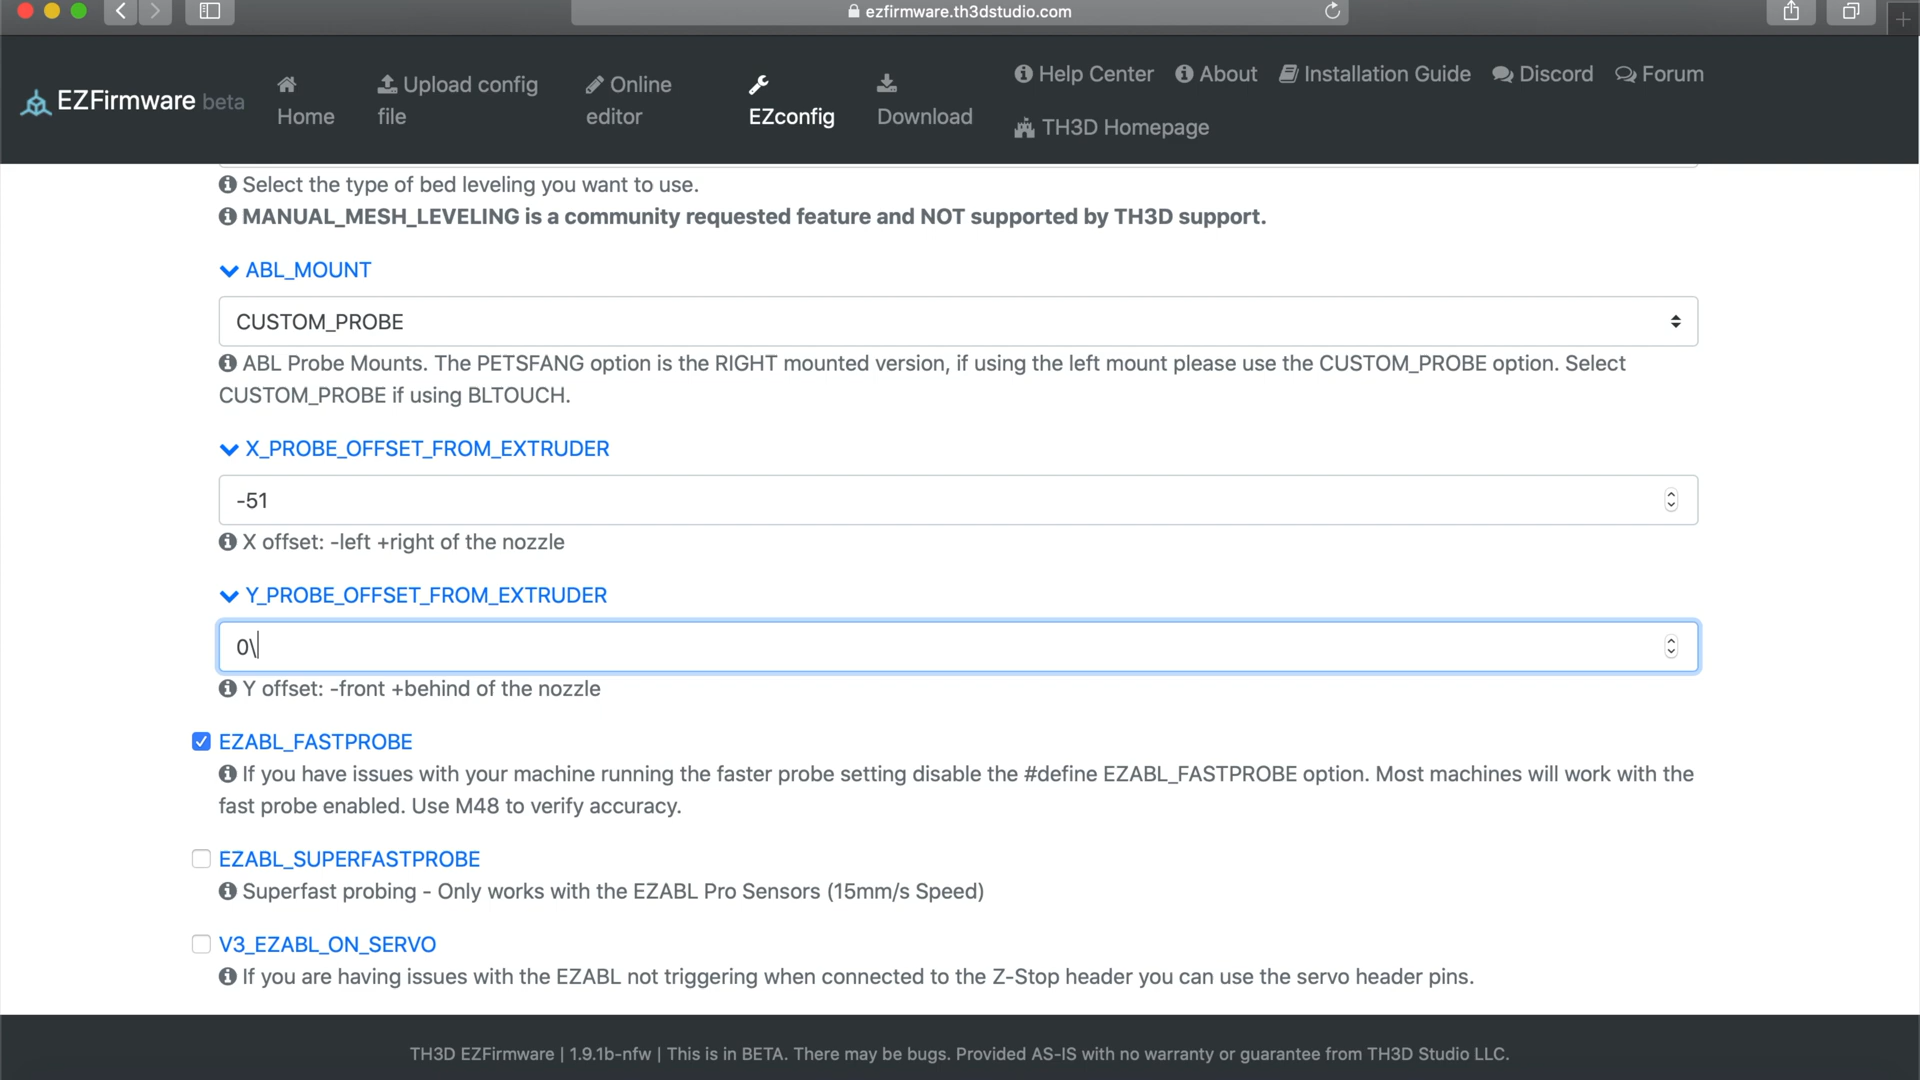 ezfirmware.th3dstudio.com
EZFirmware beta
Home
Upload config file
Online editor
EZconfig
Download
Help Center
About
Installation Guide
Discord
Forum
TH3D Homepage
Select the type of bed leveling you want to use.
MANUAL_MESH_LEVELING is a community requested feature and NOT supported by TH3D support.
ABL_MOUNT
CUSTOM_PROBE
ABL Probe Mounts. The PETSFANG option is the RIGHT mounted version, if using the left mount please use the CUSTOM_PROBE option. Select
CUSTOM_PROBE if using BLTOUCH.
X_PROBE_OFFSET_FROM_EXTRUDER
-51
X offset: -left +right of the nozzle
Y_PROBE_OFFSET_FROM_EXTRUDER
0\
Y offset: -front +behind of the nozzle
EZABL_FASTPROBE
If you have issues with your machine running the faster probe setting disable the #define EZABL_FASTPROBE option. Most machines will work with the
fast probe enabled. Use M48 to verify accuracy.
EZABL_SUPERFASTPROBE
Superfast probing - Only works with the EZABL Pro Sensors (15mm/s Speed)
V3_EZABL_ON_SERVO
If you are having issues with the EZABL not triggering when connected to the Z-Stop header you can use the servo header pins.
TH3D EZFirmware | 1.9.1b-nfw | This is in BETA. There may be bugs. Provided AS-IS with no warranty or guarantee from TH3D Studio LLC.